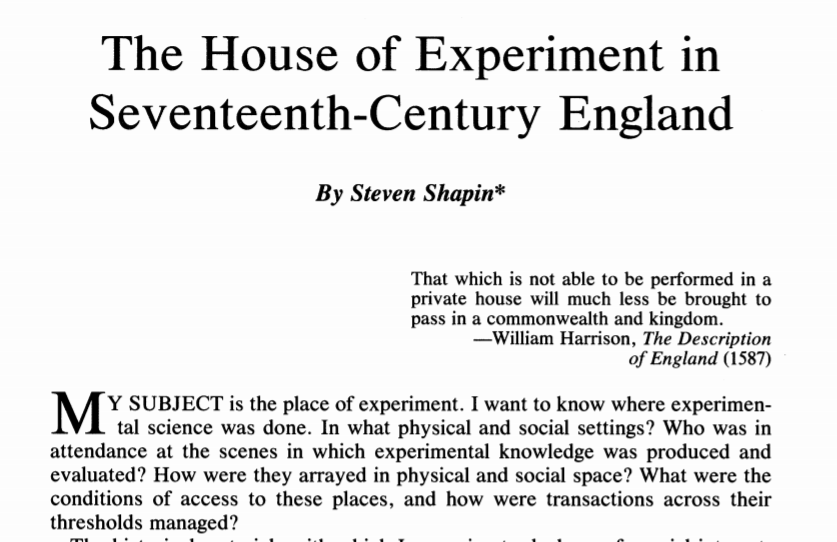 The House of Experiment in
Seventeenth-Century England
By Steven Shapin*
That which is not able to be performed in a
private house will much less be brought to
pass in a commonwealth and kingdom.
—William Harrison, The Description
of England (1587)
MY SUBJECT is the place of experiment. I want to know where experimen-
tal science was done. In what physical and social settings? Who was in
attendance at the scenes in which experimental knowledge was produced and
evaluated? How were they arrayed in physical and social space? What were the
conditions of access to these places, and how were transactions across their
thresholds managed?